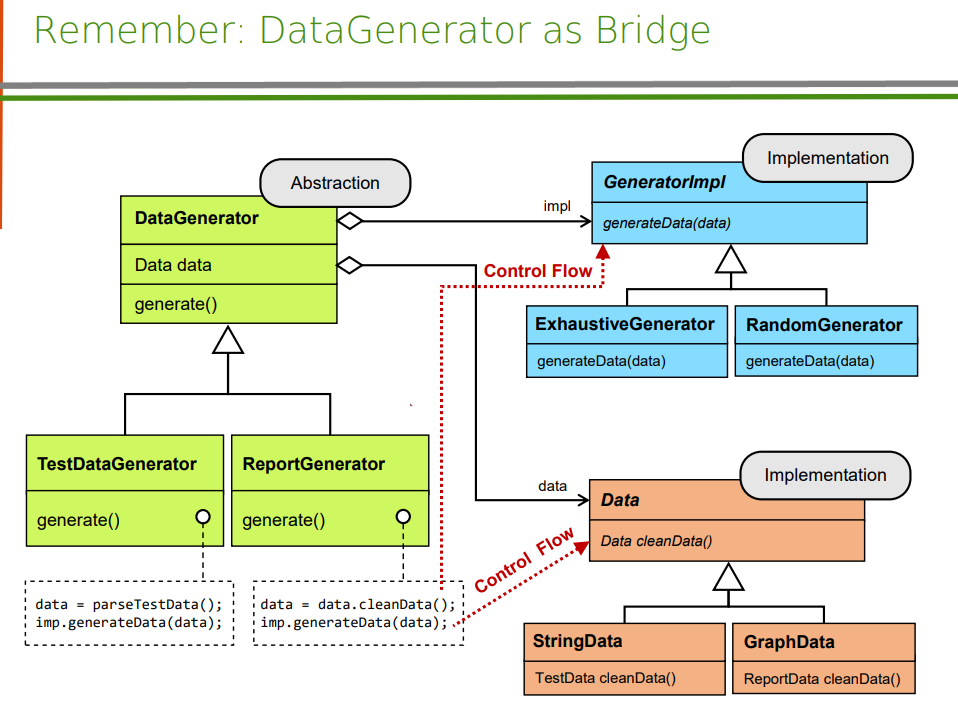 Remember: DataGenerator as Bridge
Abstraction
DataGenerator
Data data
generate()
impl
Implementation
GeneratorImpl
generateData(data)
Control Flow
ExhaustiveGenerator
generateData(data)
RandomGenerator
generateData(data)
TestDataGenerator
generate()
ReportGenerator
generate()
data = parseTestData();
imp.generateData(data);
data = data.cleanData();
imp.generateData(data);
Control Flow
data
Implementation
Data
Data cleanData()
StringData
TestData cleanData()
GraphData
ReportData cleanData()